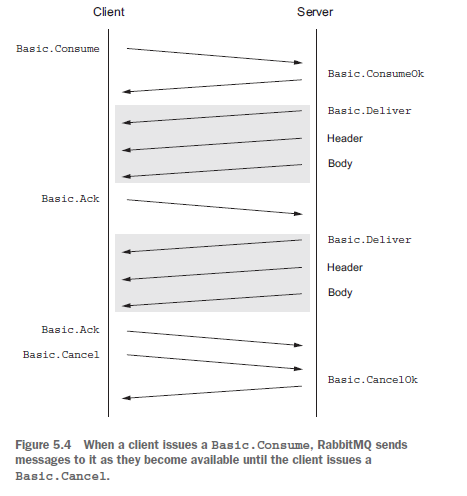 Client
Server
Basic.Consume
Basic.ConsumeOk
Basic.Deliver
Header
Body
Basic.Ack
Basic.Deliver
Header
Body
Basic.Ack
Basic.Cancel
Basic.CancelOk
Figure 5.4 When a client issues a Basic.Consume, RabbitMQ sends
messages to it as they become available until the client issues a
Basic.Cancel.